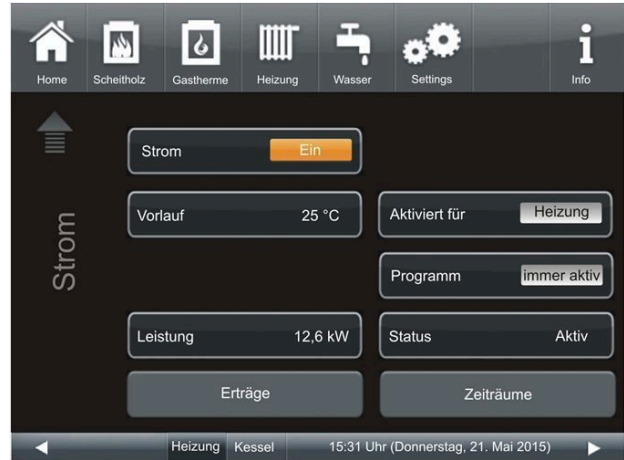 Home Scheitholz Gastherme Heizung Wasser Settings Info
Strom
Strom Ein
Vorlauf 25 °C Aktiviert für Heizung
Programm immer aktiv
Leistung 12,6 kW Status Aktiv
Erträge Zeiträume
Heizung Kessel 15:31 Uhr (Donnerstag, 21. Mai 2015)